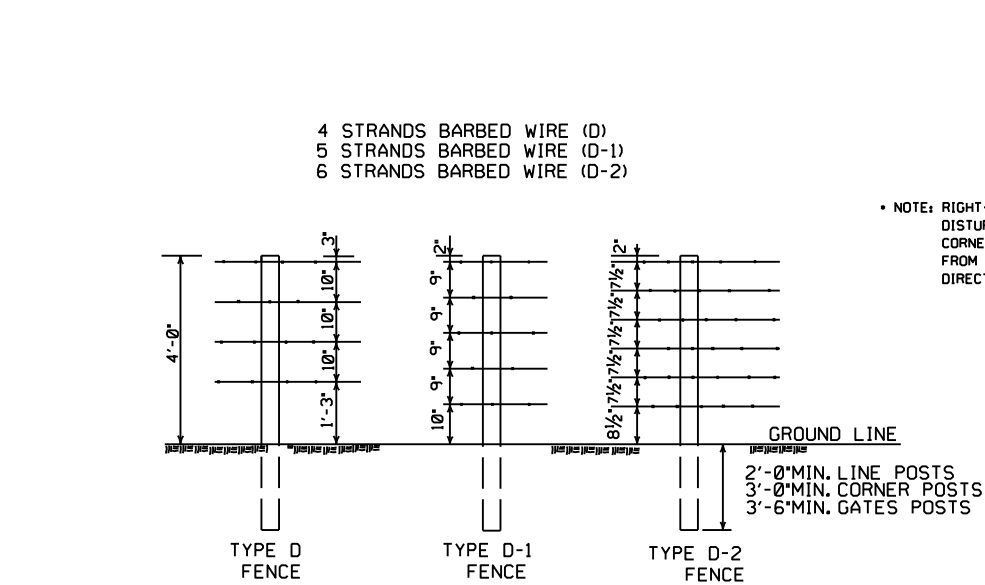 4 STRANDS BARBED WIRE (D)
5 STRANDS BARBED WIRE (D-1)
6 STRANDS BARBED WIRE (D-2)
• NOTE: RIGHT-
DISTU
CORNE
FROM
DIREC
4'-0"
3"
10"
10"
10"
1'-3"
2"
9"
9"
9"
9"
10"
2"
7½"
7½"
7½"
7½"
7½"
8½"
GROUND LINE
2'-0"MIN. LINE POSTS
3'-0"MIN. CORNER POSTS
3'-6"MIN. GATES POSTS
TYPE D
FENCE
TYPE D-1
FENCE
TYPE D-2
FENCE